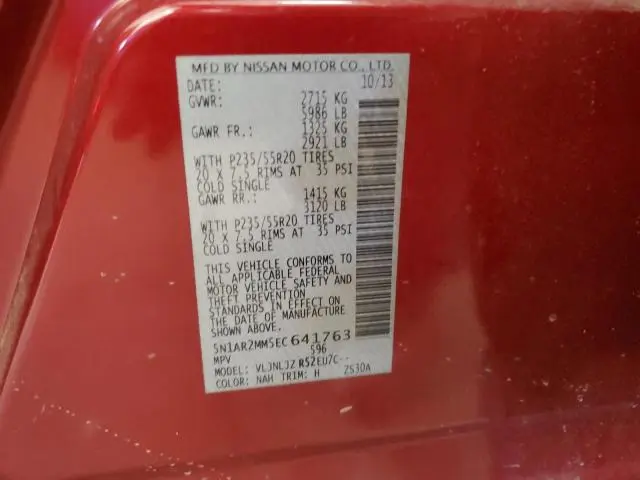 MFD BY NISSAN MOTOR CO., LTD.
DATE: 10/13
GVWR: 2715 KG
5986 LB
GAWR FR.: 1325 KG
2921 LB
WITH P235/55R20 TIRES
20 X 7.5 RIMS AT 35 PSI
COLD SINGLE
GAWR RR.: 1415 KG
3120 LB
WITH P235/55R20 TIRES
20 X 7.5 RIMS AT 35 PSI
COLD SINGLE
THIS VEHICLE CONFORMS TO
ALL APPLICABLE FEDERAL
MOTOR VEHICLE SAFETY AND
THEFT PREVENTION
STANDARDS IN EFFECT ON
THE DATE OF MANUFACTURE
SHOWN ABOVE.
5N1AR2MM5EC641763
MPV 596
MODEL: VLJNLJZ R52EU7C--
COLOR: NAH TRIM: H ZS30A